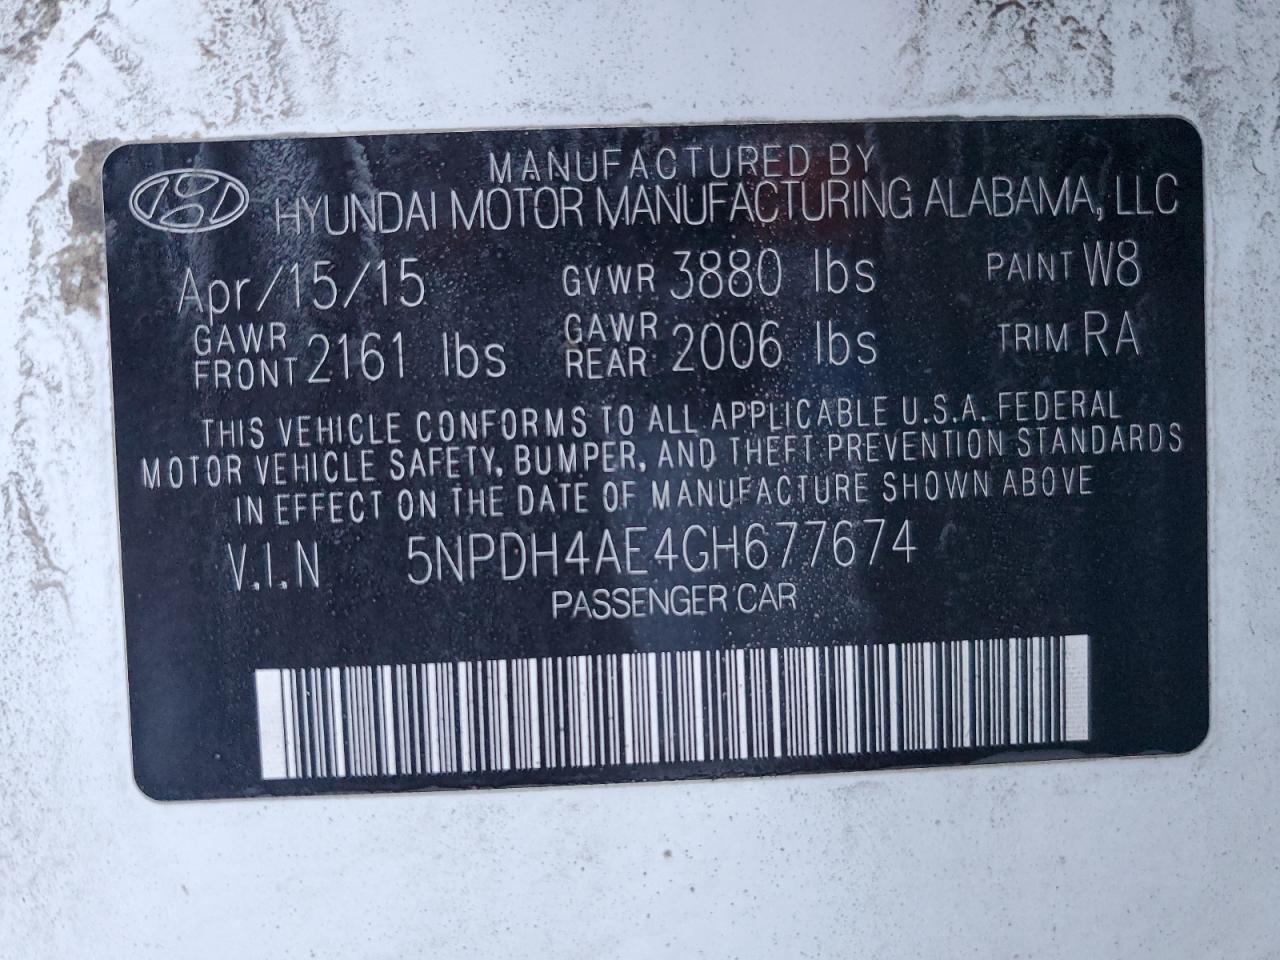 MANUFACTURED BY
HYUNDAI MOTOR MANUFACTURING ALABAMA, LLC
Apr/15/15 GVWR 3880 lbs PAINT W8
GAWR FRONT 2161 lbs GAWR REAR 2006 lbs TRIM RA
THIS VEHICLE CONFORMS TO ALL APPLICABLE U.S.A. FEDERAL
MOTOR VEHICLE SAFETY, BUMPER, AND THEFT PREVENTION STANDARDS
IN EFFECT ON THE DATE OF MANUFACTURE SHOWN ABOVE
V.I.N 5NPDH4AE4GH677674
PASSENGER CAR